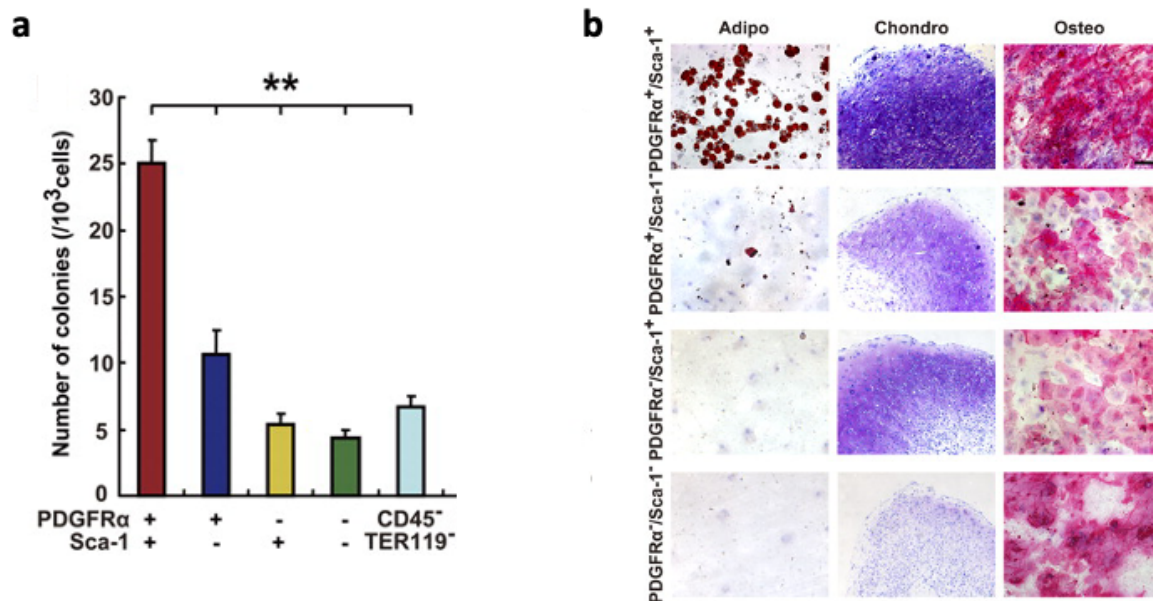 a
**
Number of colonies (/10³cells)
30
25
20
15
10
5
0
PDGFRα + + - - CD45⁻
Sca-1 + - + - TER119⁻
b
Adipo Chondro Osteo
PDGFRα⁺/Sca-1⁺
PDGFRα⁺/Sca-1⁻
PDGFRα⁻/Sca-1⁺
PDGFRα⁻/Sca-1⁻